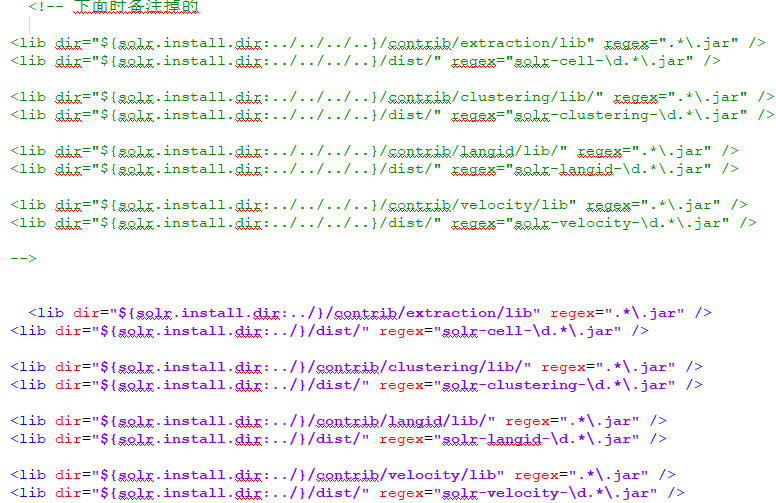 <!-- 下面时备注掉的
<lib dir="${solr.install.dir:../../../..}/contrib/extraction/lib" regex=".*\.jar" />
<lib dir="${solr.install.dir:../../../..}/dist/" regex="solr-cell-\d.*\.jar" />
<lib dir="${solr.install.dir:../../../..}/contrib/clustering/lib/" regex=".*\.jar" />
<lib dir="${solr.install.dir:../../../..}/dist/" regex="solr-clustering-\d.*\.jar" />
<lib dir="${solr.install.dir:../../../..}/contrib/langid/lib/" regex=".*\.jar" />
<lib dir="${solr.install.dir:../../../..}/dist/" regex="solr-langid-\d.*\.jar" />
<lib dir="${solr.install.dir:../../../..}/contrib/velocity/lib" regex=".*\.jar" />
<lib dir="${solr.install.dir:../../../..}/dist/" regex="solr-velocity-\d.*\.jar" />
-->
<lib dir="${solr.install.dir:../}/contrib/extraction/lib" regex=".*\.jar" />
<lib dir="${solr.install.dir:../}/dist/" regex="solr-cell-\d.*\.jar" />
<lib dir="${solr.install.dir:../}/contrib/clustering/lib/" regex=".*\.jar" />
<lib dir="${solr.install.dir:../}/dist/" regex="solr-clustering-\d.*\.jar" />
<lib dir="${solr.install.dir:../}/contrib/langid/lib/" regex=".*\.jar" />
<lib dir="${solr.install.dir:../}/dist/" regex="solr-langid-\d.*\.jar" />
<lib dir="${solr.install.dir:../}/contrib/velocity/lib" regex=".*\.jar" />
<lib dir="${solr.install.dir:../}/dist/" regex="solr-velocity-\d.*\.jar" />